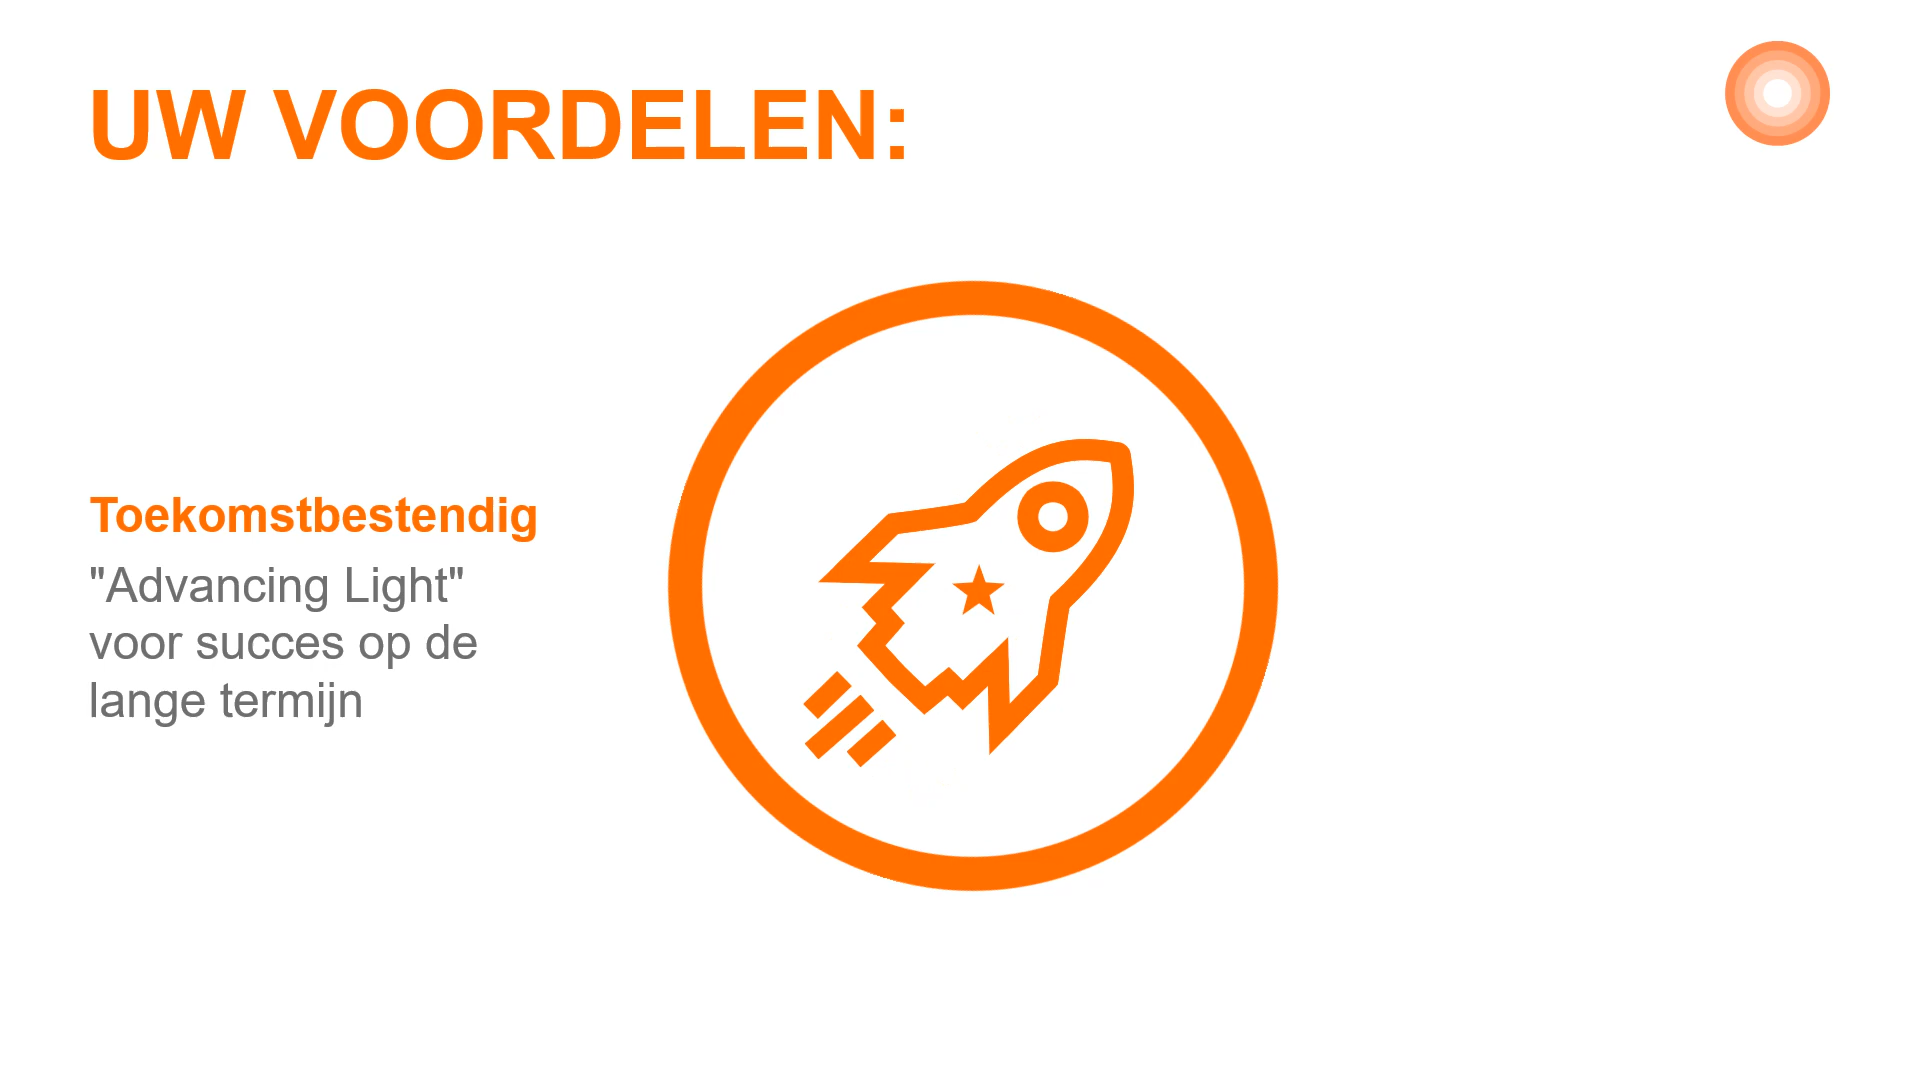 UW VOORDELEN:
Toekomstbestendig
"Advancing Light"
voor succes op de
lange termijn